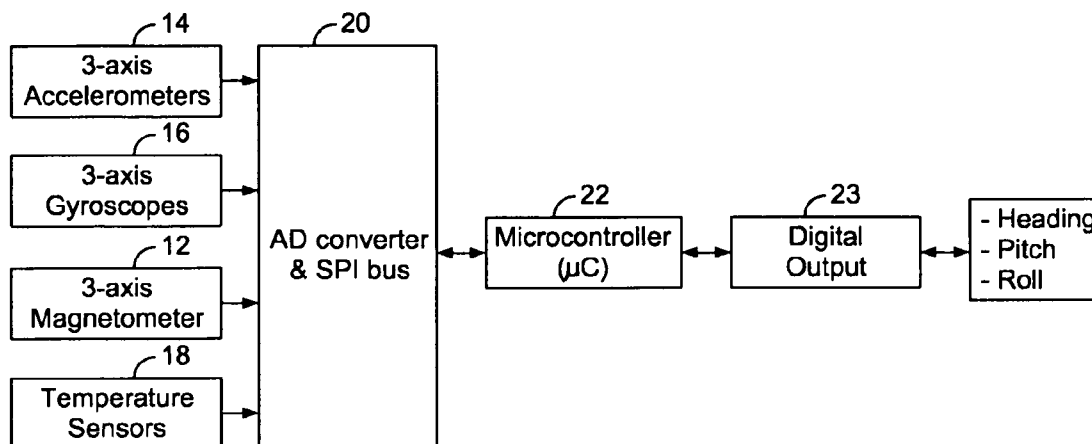 14
3-axis
Accelerometers
16
3-axis
Gyroscopes
12
3-axis
Magnetometer
18
Temperature
Sensors
20
AD converter
& SPI bus
22
Microcontroller
(µC)
23
Digital
Output
- Heading
- Pitch
- Roll